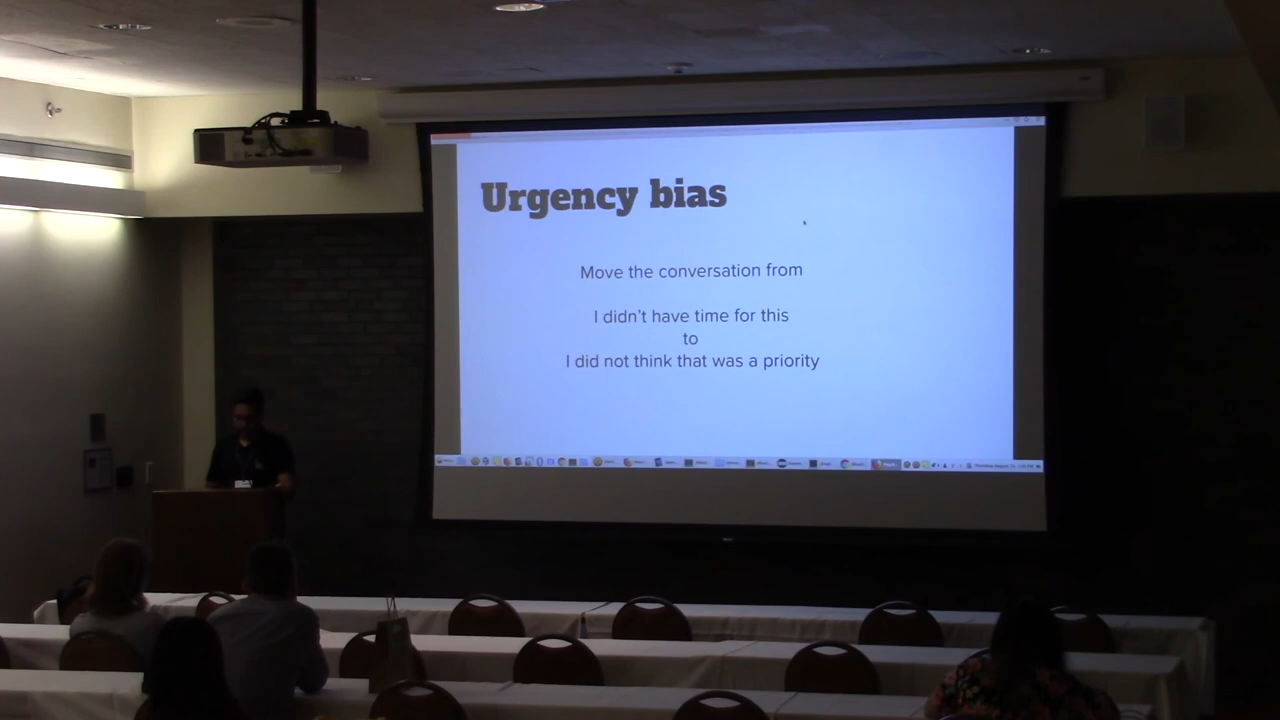 Urgency bias
Move the conversation from
I didn't have time for this
to
I did not think that was a priority